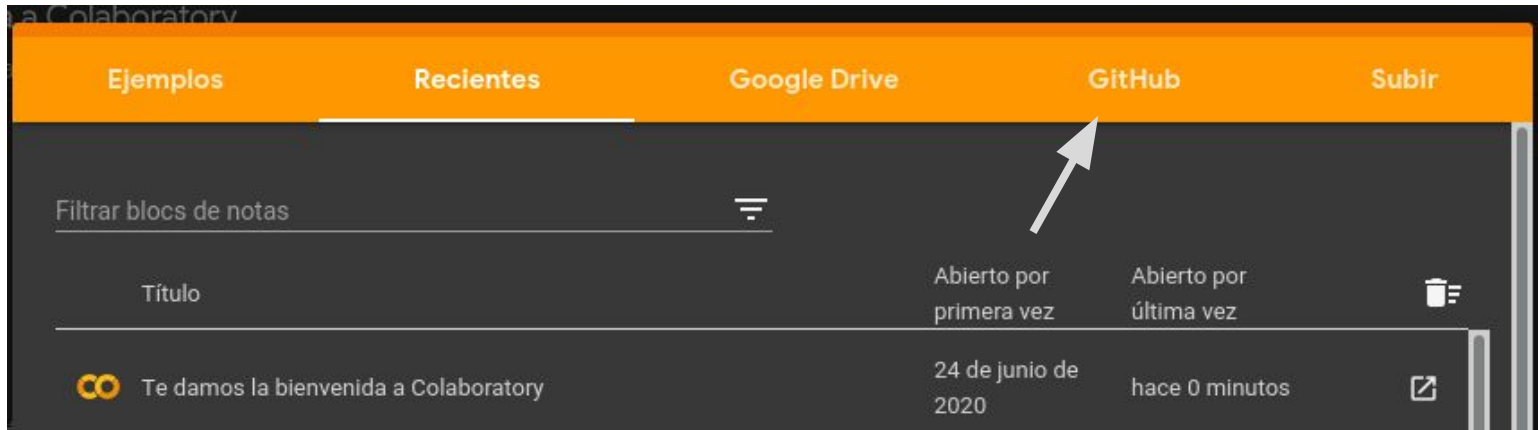 a a Colaboratory
Ejemplos Recientes Google Drive GitHub Subir
Filtrar blocs de notas
Título
Abierto por
primera vez
Abierto por
última vez
Te damos la bienvenida a Colaboratory
24 de junio de
2020
hace 0 minutos